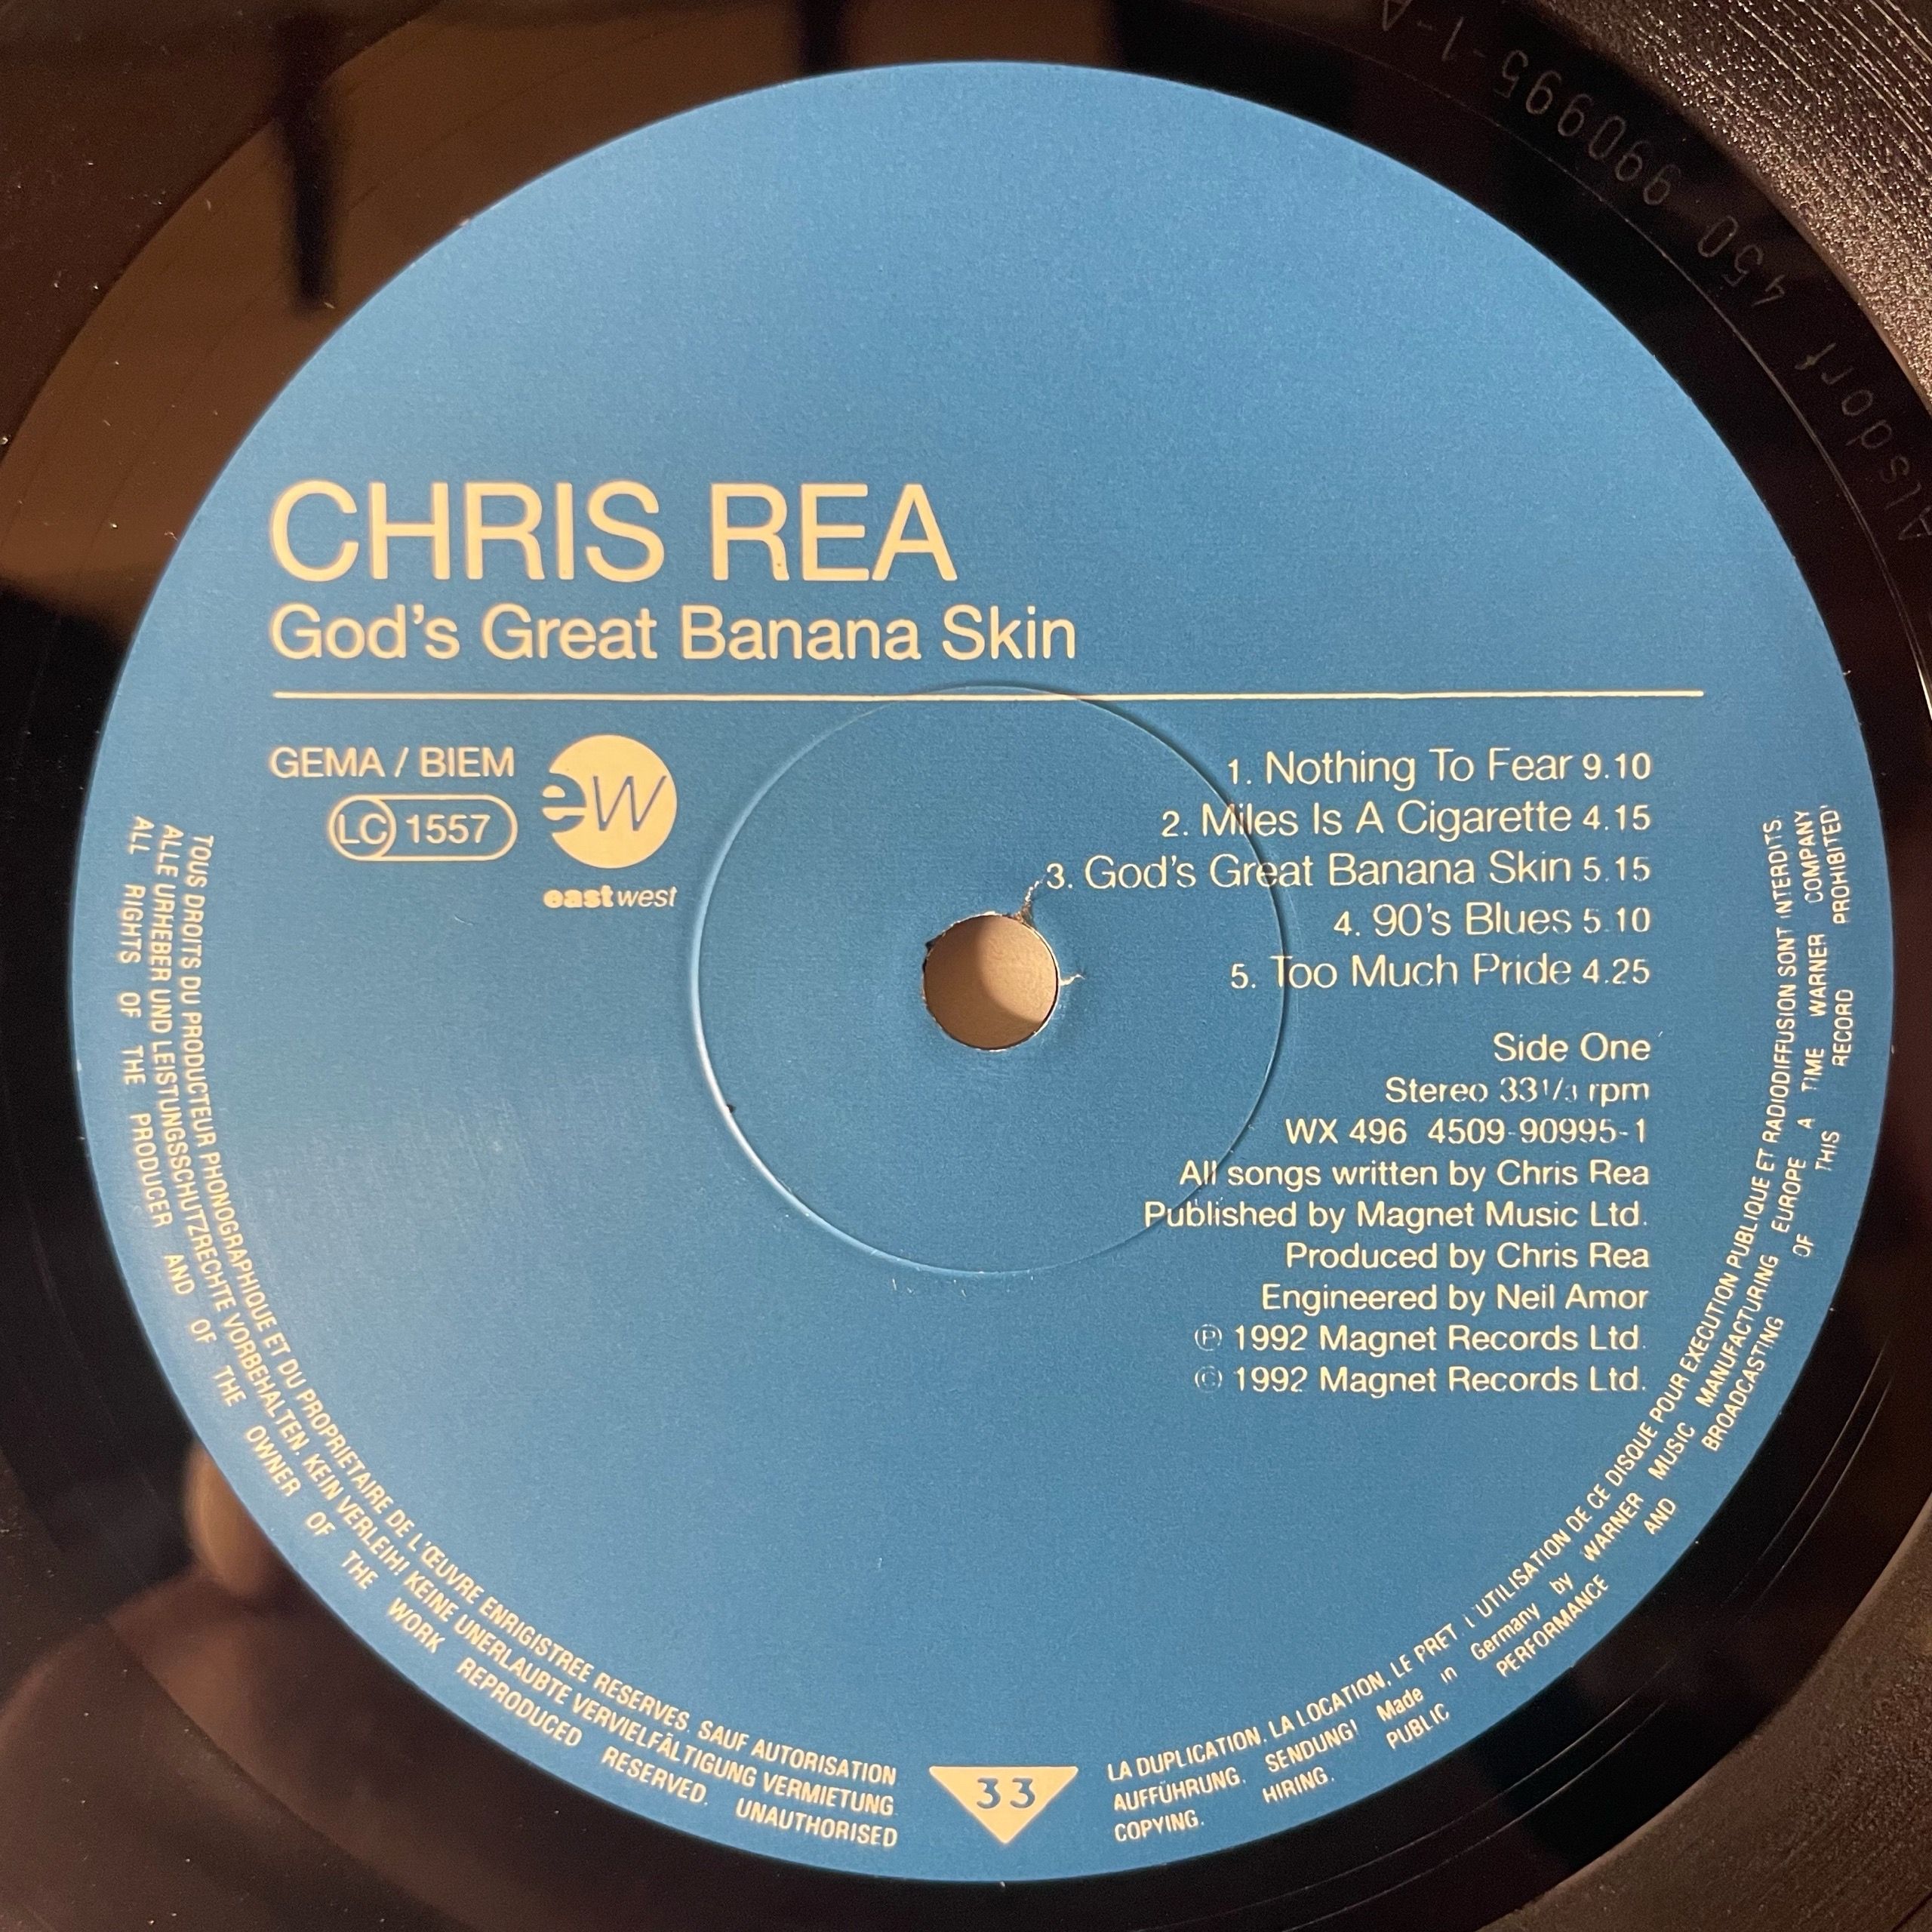 CHRIS REA
God's Great Banana Skin
GEMA / BIEM
LC 1557
ew
eastwest
1. Nothing To Fear 9.10
2. Miles Is A Cigarette 4.15
3. God's Great Banana Skin 5.15
4. 90's Blues 5.10
5. Too Much Pride 4.25
Side One
Stereo 33 1/3 rpm
WX 496 4509-90995-1
All songs written by Chris Rea
Published by Magnet Music Ltd.
Produced by Chris Rea
Engineered by Neil Amor
℗ 1992 Magnet Records Ltd.
© 1992 Magnet Records Ltd.
TOUS DROITS DU PRODUCTEUR PHONOGRAPHIQUE ET DU PROPRIETAIRE DE L'ŒUVRE ENRIGISTREE RESERVES. SAUF AUTORISATION LA DUPLICATION, LA LOCATION, LE PRET, L'UTILISATION DE CE DISQUE POUR EXECUTION PUBLIQUE ET RADIODIFFUSION SONT INTERDITS.
ALLE URHEBER UND LEISTUNGSSCHUTZRECHTE VORBEHALTEN. KEIN VERLEIH! KEINE UNERLAUBTE VERVIELFÄLTIGUNG VERMIETUNG. AUFFÜHRUNG. SENDUNG! Made in Germany by WARNER MUSIC MANUFACTURING EUROPE A TIME WARNER COMPANY
ALL RIGHTS OF THE PRODUCER AND OF THE OWNER OF THE WORK REPRODUCED RESERVED. UNAUTHORISED COPYING. HIRING. PUBLIC PERFORMANCE AND BROADCASTING OF THIS RECORD PROHIBITED!
33
Alsdorf 450 990995-1-A